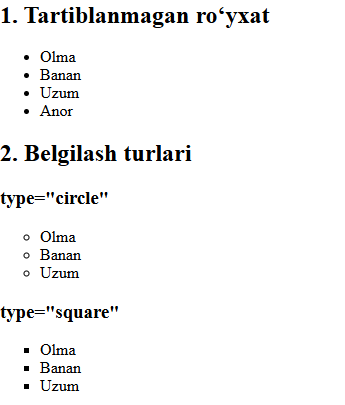 1. Tartiblanmagan ro‘yxat
• Olma
• Banan
• Uzum
• Anor
2. Belgilash turlari
type="circle"
◦ Olma
◦ Banan
◦ Uzum
type="square"
▪ Olma
▪ Banan
▪ Uzum